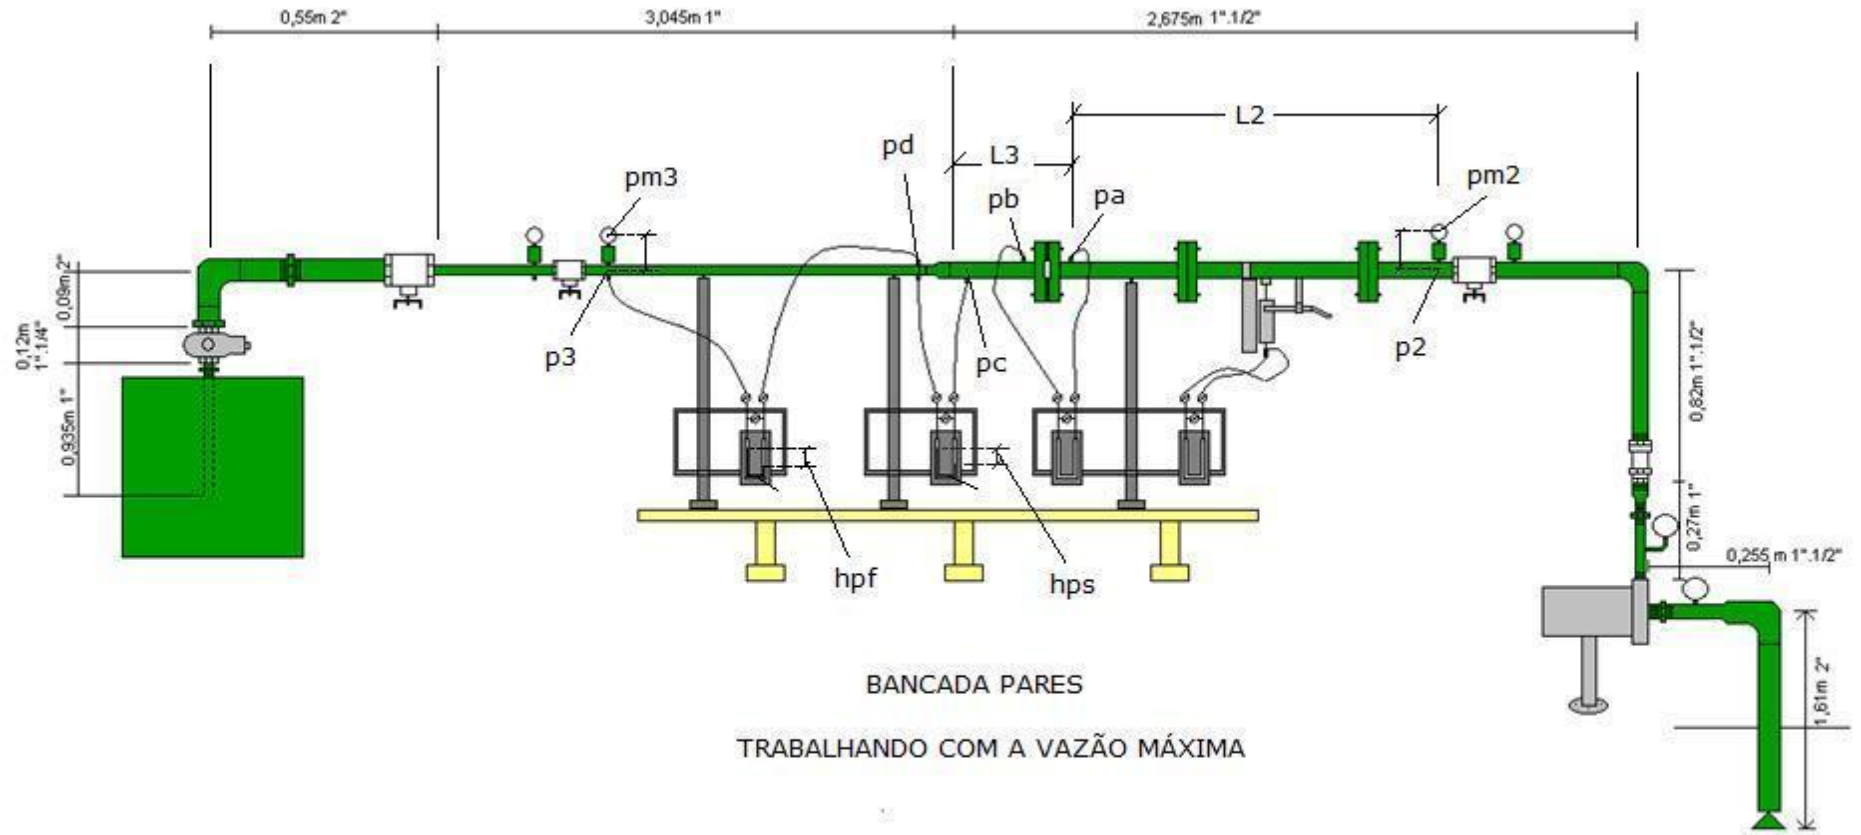 0,55m 2"
3,045m 1"
2,675m 1".1/2"
L2
L3
pd
pm3
pb
pa
pm2
0,09m 2"
0,12m
1".1/4"
0,935m 1"
p3
pc
p2
0,82m 1".1/2"
0,27m 1"
0,255 m 1".1/2"
hpf
hps
1,61m 2"
BANCADA PARES
TRABALHANDO COM A VAZÃO MÁXIMA